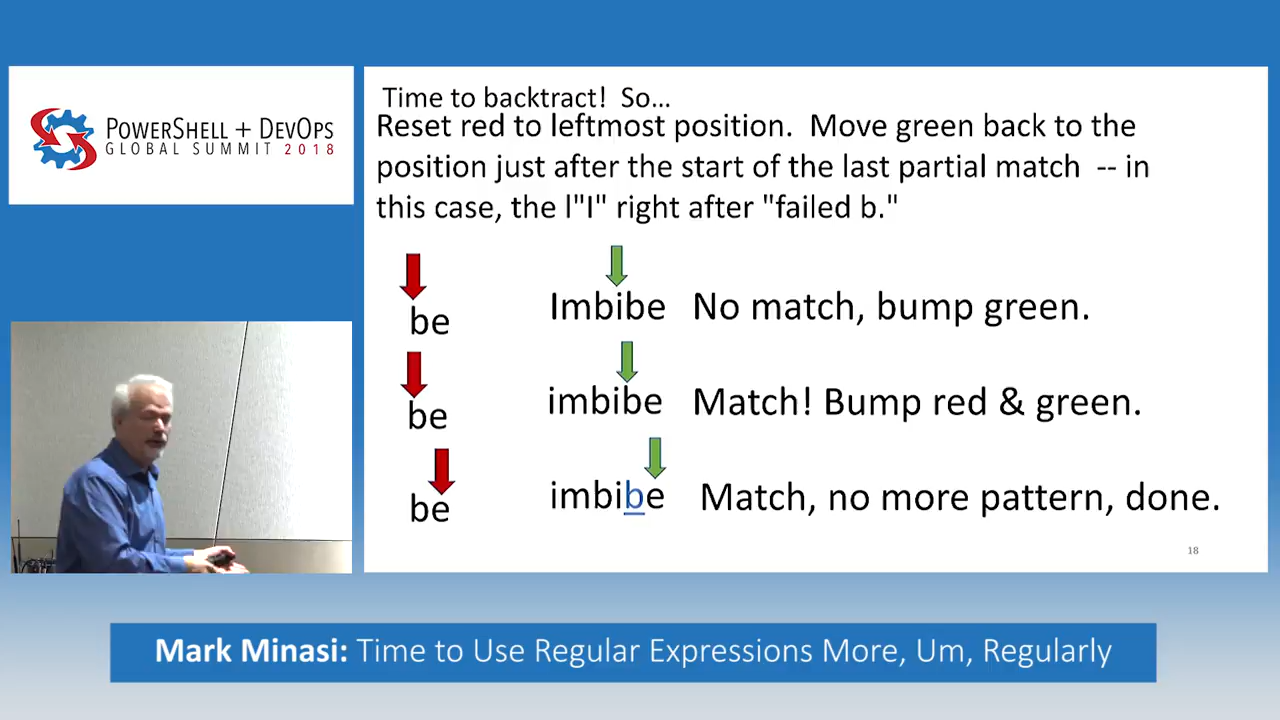 POWERSHELL + DEVOPS
GLOBAL SUMMIT 2018
Time to backtract! So...
Reset red to leftmost position. Move green back to the
position just after the start of the last partial match -- in
this case, the l"I" right after "failed b."
be Imbibe No match, bump green.
be imbibe Match! Bump red & green.
be imbibe Match, no more pattern, done.
18
Mark Minasi: Time to Use Regular Expressions More, Um, Regularly